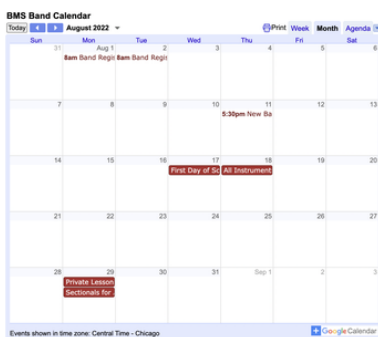 BMS Band Calendar
Today August 2022 Print Week Month Agenda
Sun Mon Tue Wed Thu Fri Sat
31 Aug 1 2 3 4 5 6
8am Band Regis 8am Band Regis
7 8 9 10 11 12 13
5:30pm New Ba
14 15 16 17 18 19 20
First Day of Sc All Instrument
21 22 23 24 25 26 27
28 29 30 31 Sep 1 2 3
Private Lesson
Sectionals for
Events shown in time zone: Central Time - Chicago
GoogleCalendar